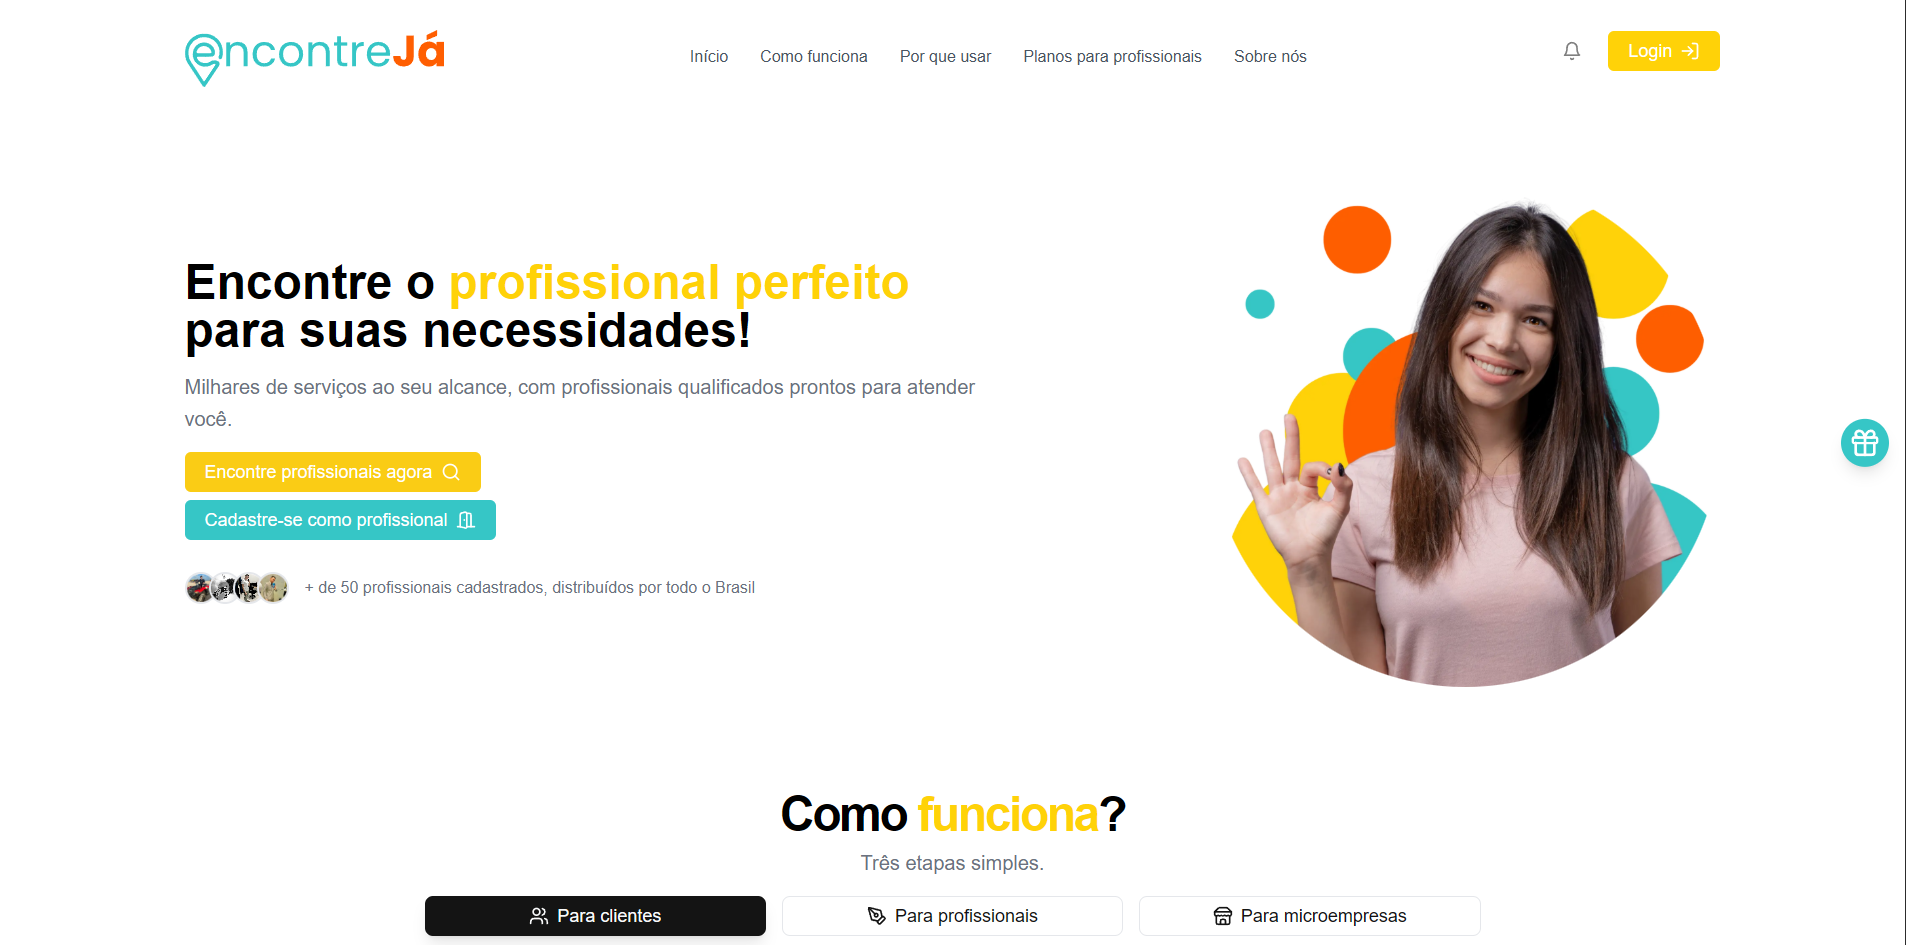 encontreJá
Início
Como funciona
Por que usar
Planos para profissionais
Sobre nós
Login
Encontre o profissional perfeito
para suas necessidades!
Milhares de serviços ao seu alcance, com profissionais qualificados prontos para atender
você.
Encontre profissionais agora
Cadastre-se como profissional
+ de 50 profissionais cadastrados, distribuídos por todo o Brasil
Como funciona?
Três etapas simples.
Para clientes
Para profissionais
Para microempresas